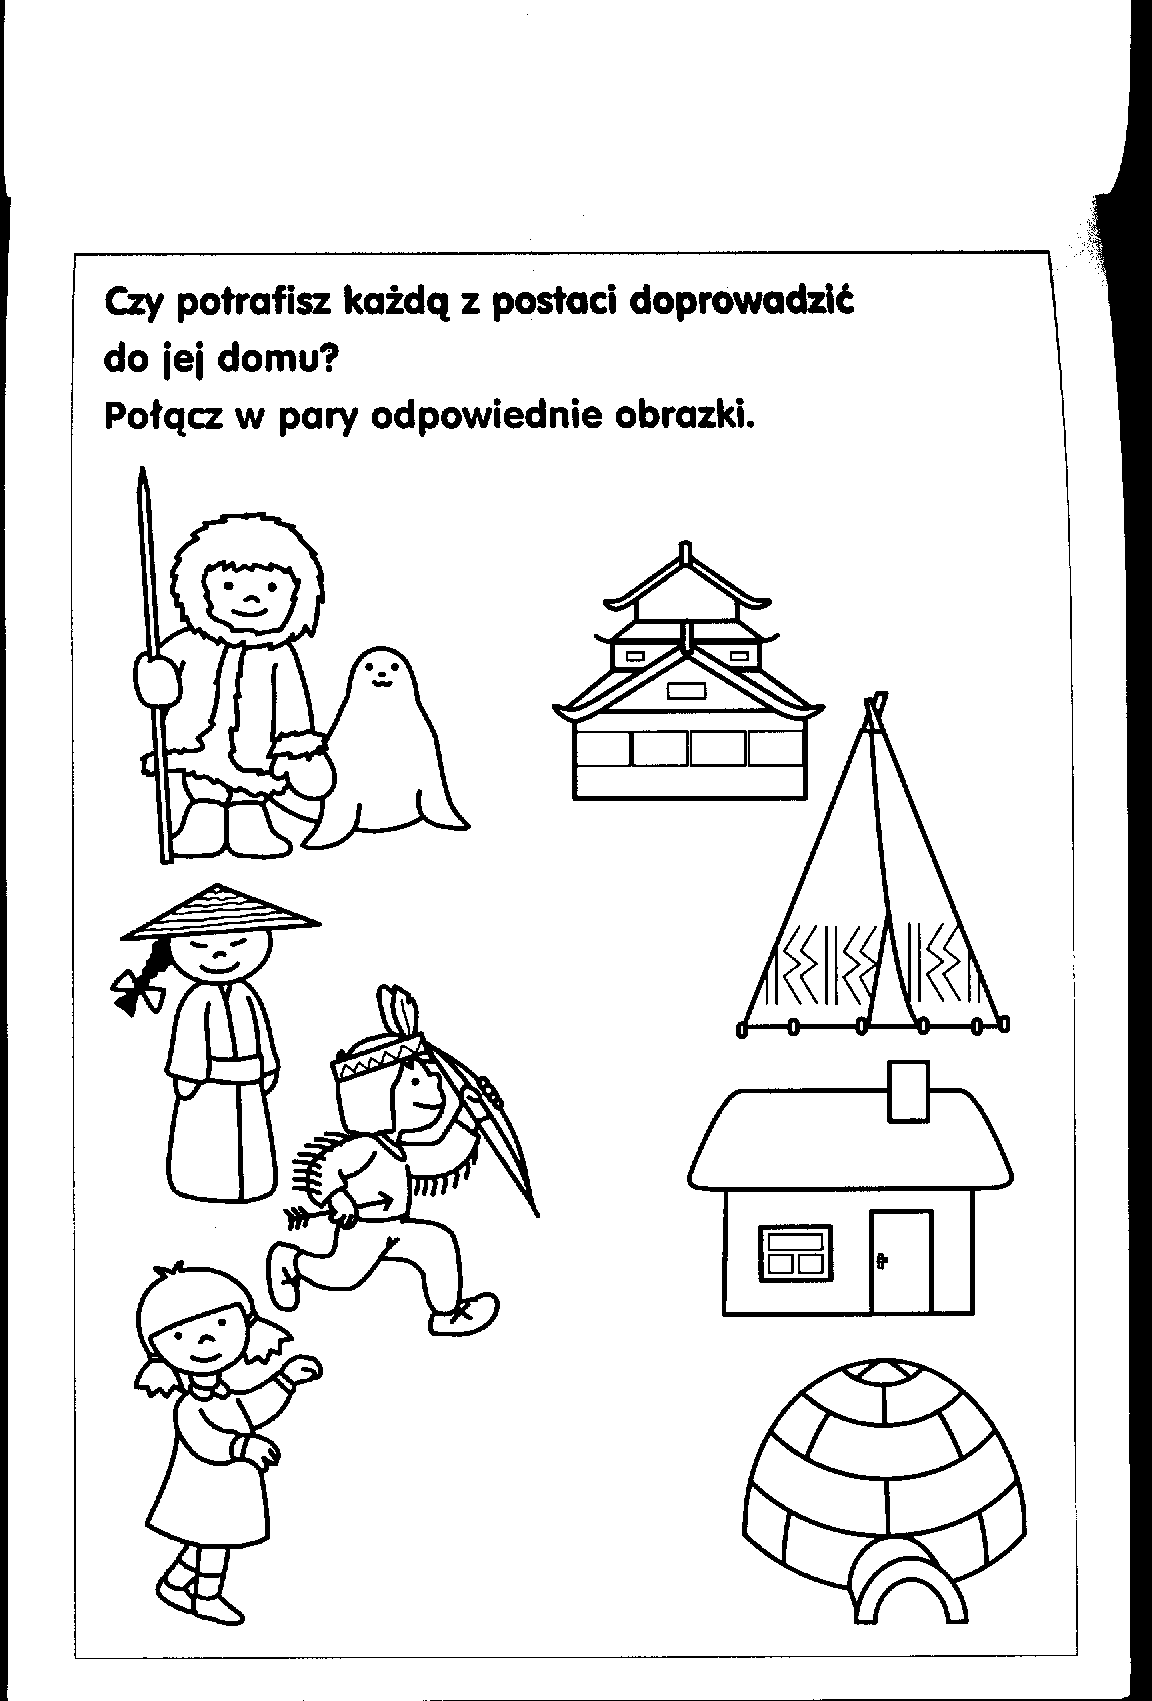 Czy potrafisz każdą z postaci doprowadzić
do jej domu?
Połącz w pary odpowiednie obrazki.